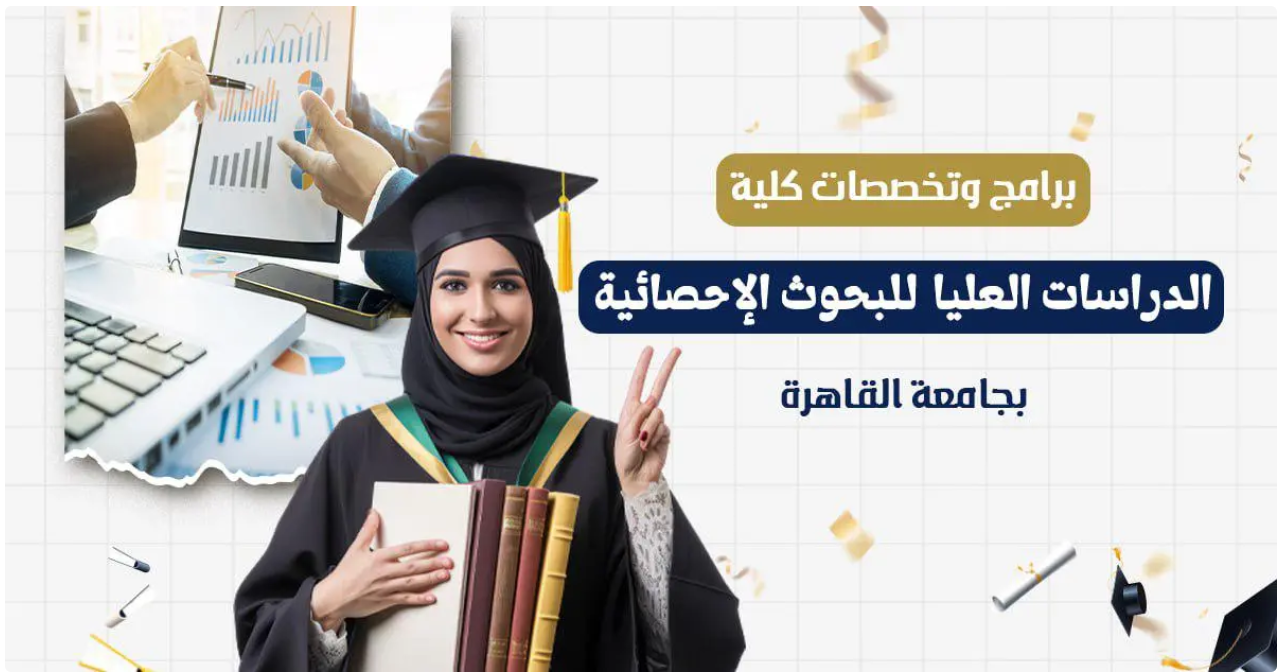 برامج وتخصصات كلية
الدراسات العليا للبحوث الإحصائية
بجامعة القاهرة